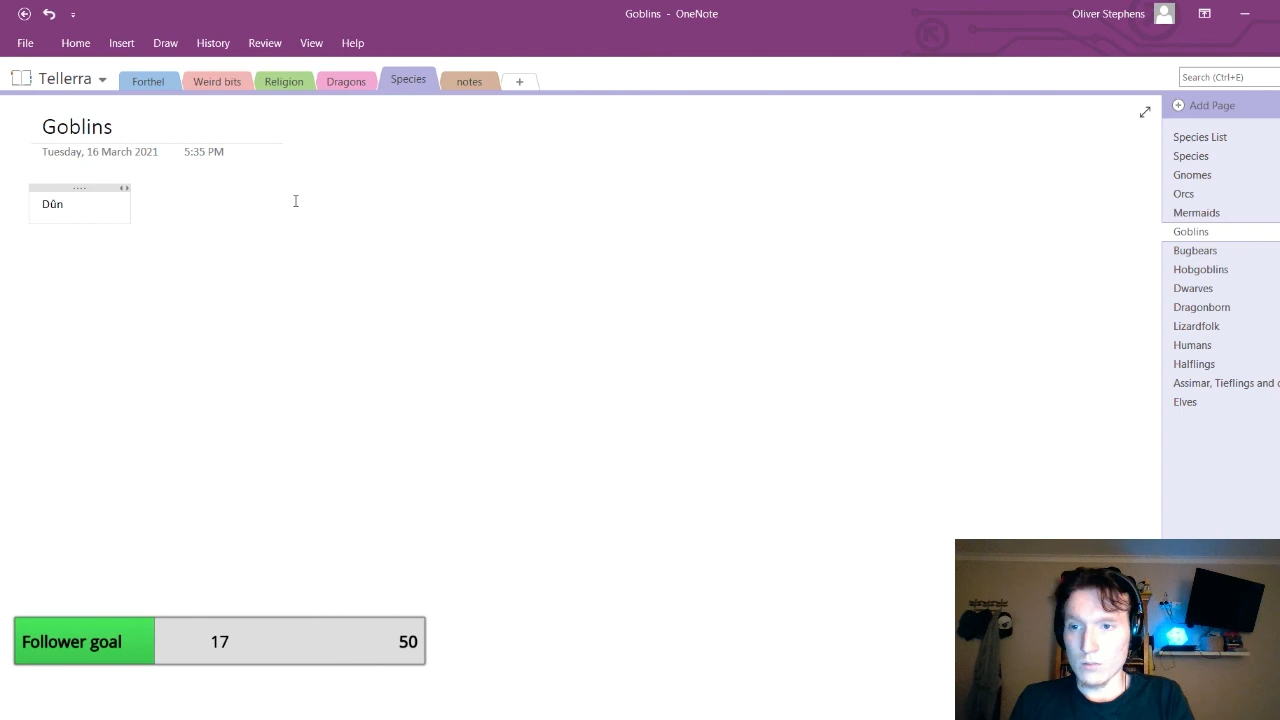 Goblins - OneNote
Oliver Stephens
File Home Insert Draw History Review View Help
Tellerra Forthel Weird bits Religion Dragons Species notes +
Search (Ctrl+E)
Add Page
Goblins
Tuesday, 16 March 2021 5:35 PM
Dûn
Species List
Species
Gnomes
Orcs
Mermaids
Goblins
Bugbears
Hobgoblins
Dwarves
Dragonborn
Lizardfolk
Humans
Halflings
Assimar, Tieflings and
Elves
Follower goal 17 50